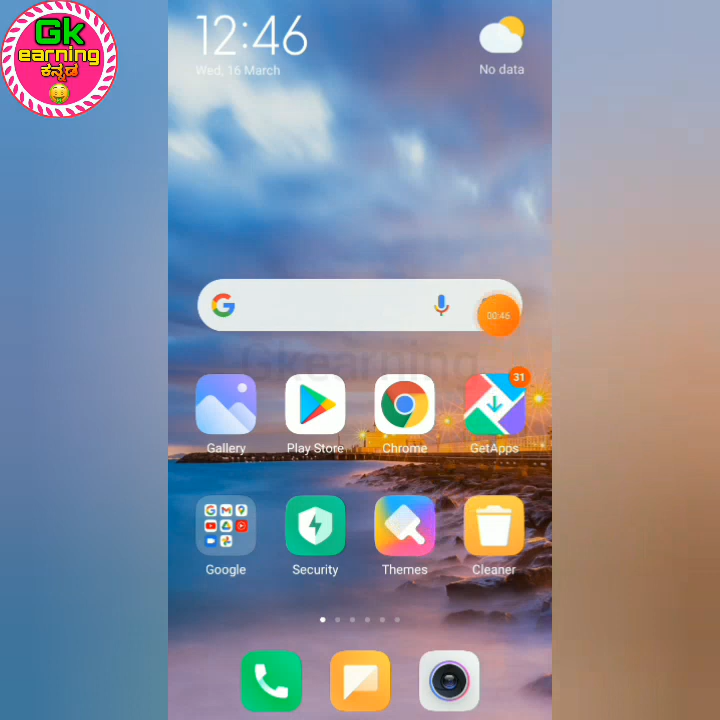 Gk
earning
ಕನ್ನಡ
12:46
Wed, 16 March
No data
00:46
Gkearning
31
Gallery
Play Store
Chrome
GetApps
Google
Security
Themes
Cleaner